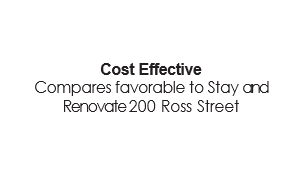 Cost Effective
Compares favorable to Stay and
Renovate 200 Ross Street